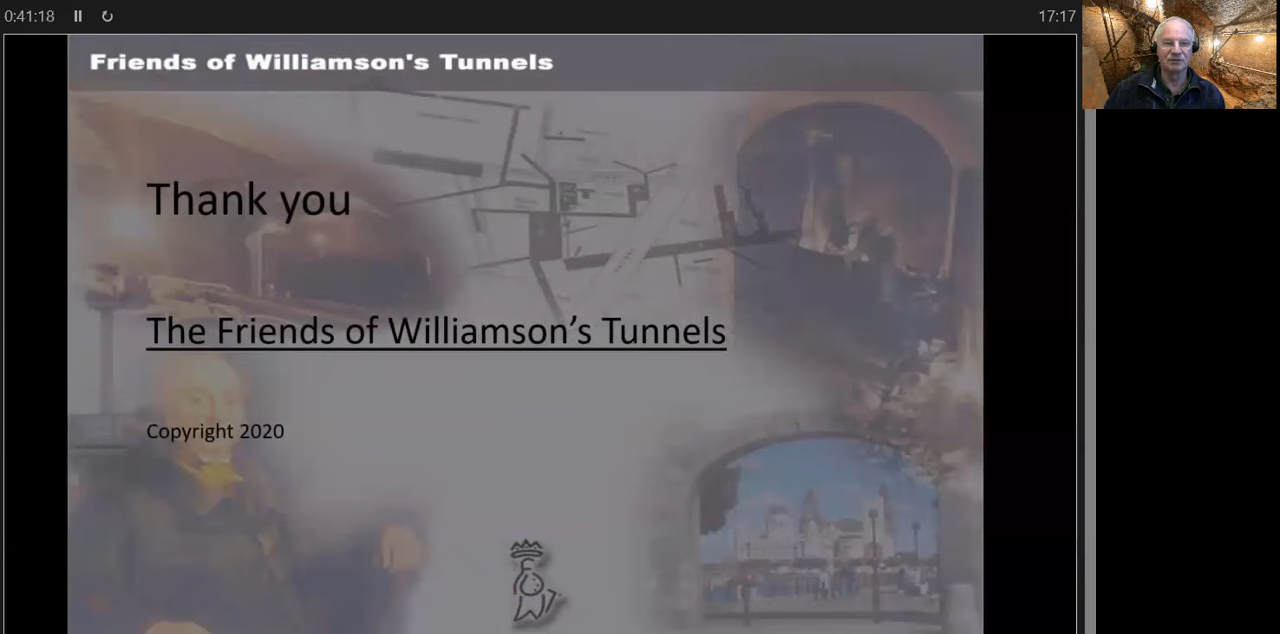 0:41:18
17:17
Friends of Williamson's Tunnels
Thank you
The Friends of Williamson’s Tunnels
Copyright 2020